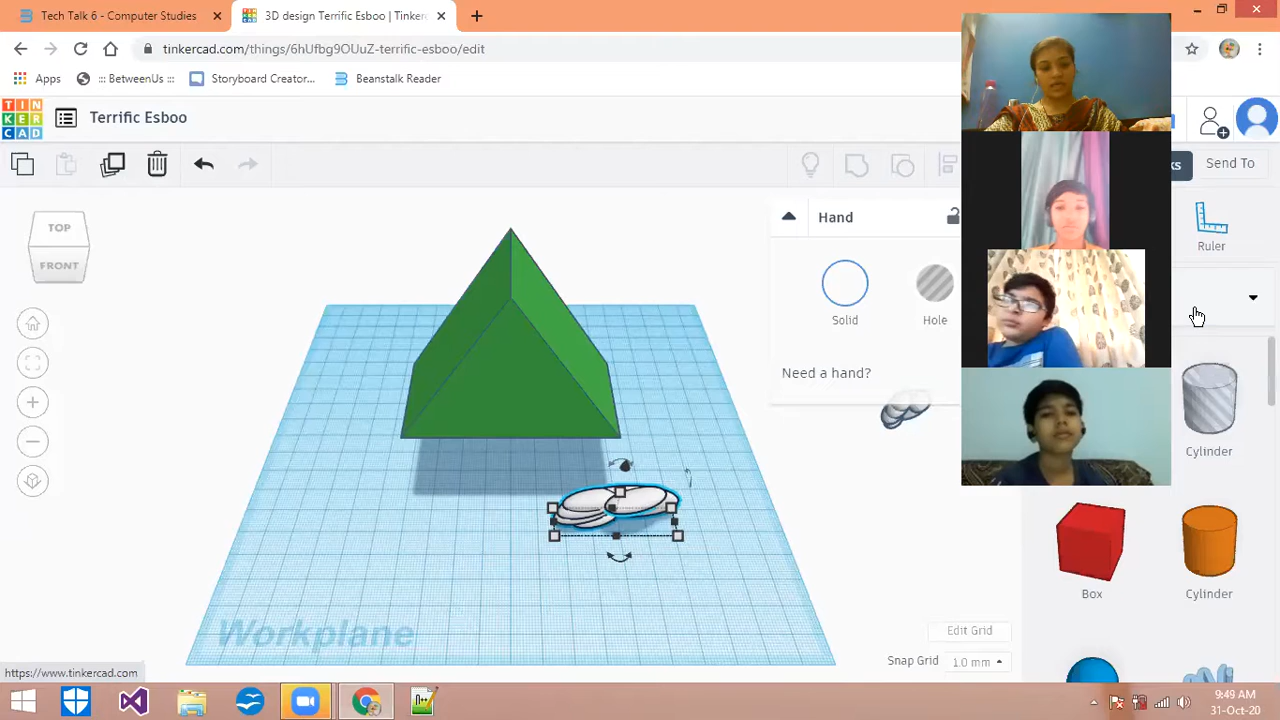 Tech Talk 6 - Computer Studies
3D design Terrific Esboo | Tinker
tinkercad.com/things/6hUfbg9OUuZ-terrific-esboo/edit
Apps
::: BetweenUs :::
Storyboard Creator...
Beanstalk Reader
TIN
KER
CAD
Terrific Esboo
ks
Send To
TOP
FRONT
Hand
Solid
Hole
Need a hand?
Ruler
Cylinder
Box
Cylinder
Workplane
Edit Grid
Snap Grid
1.0 mm
https://www.tinkercad.com
9:49 AM
31-Oct-20